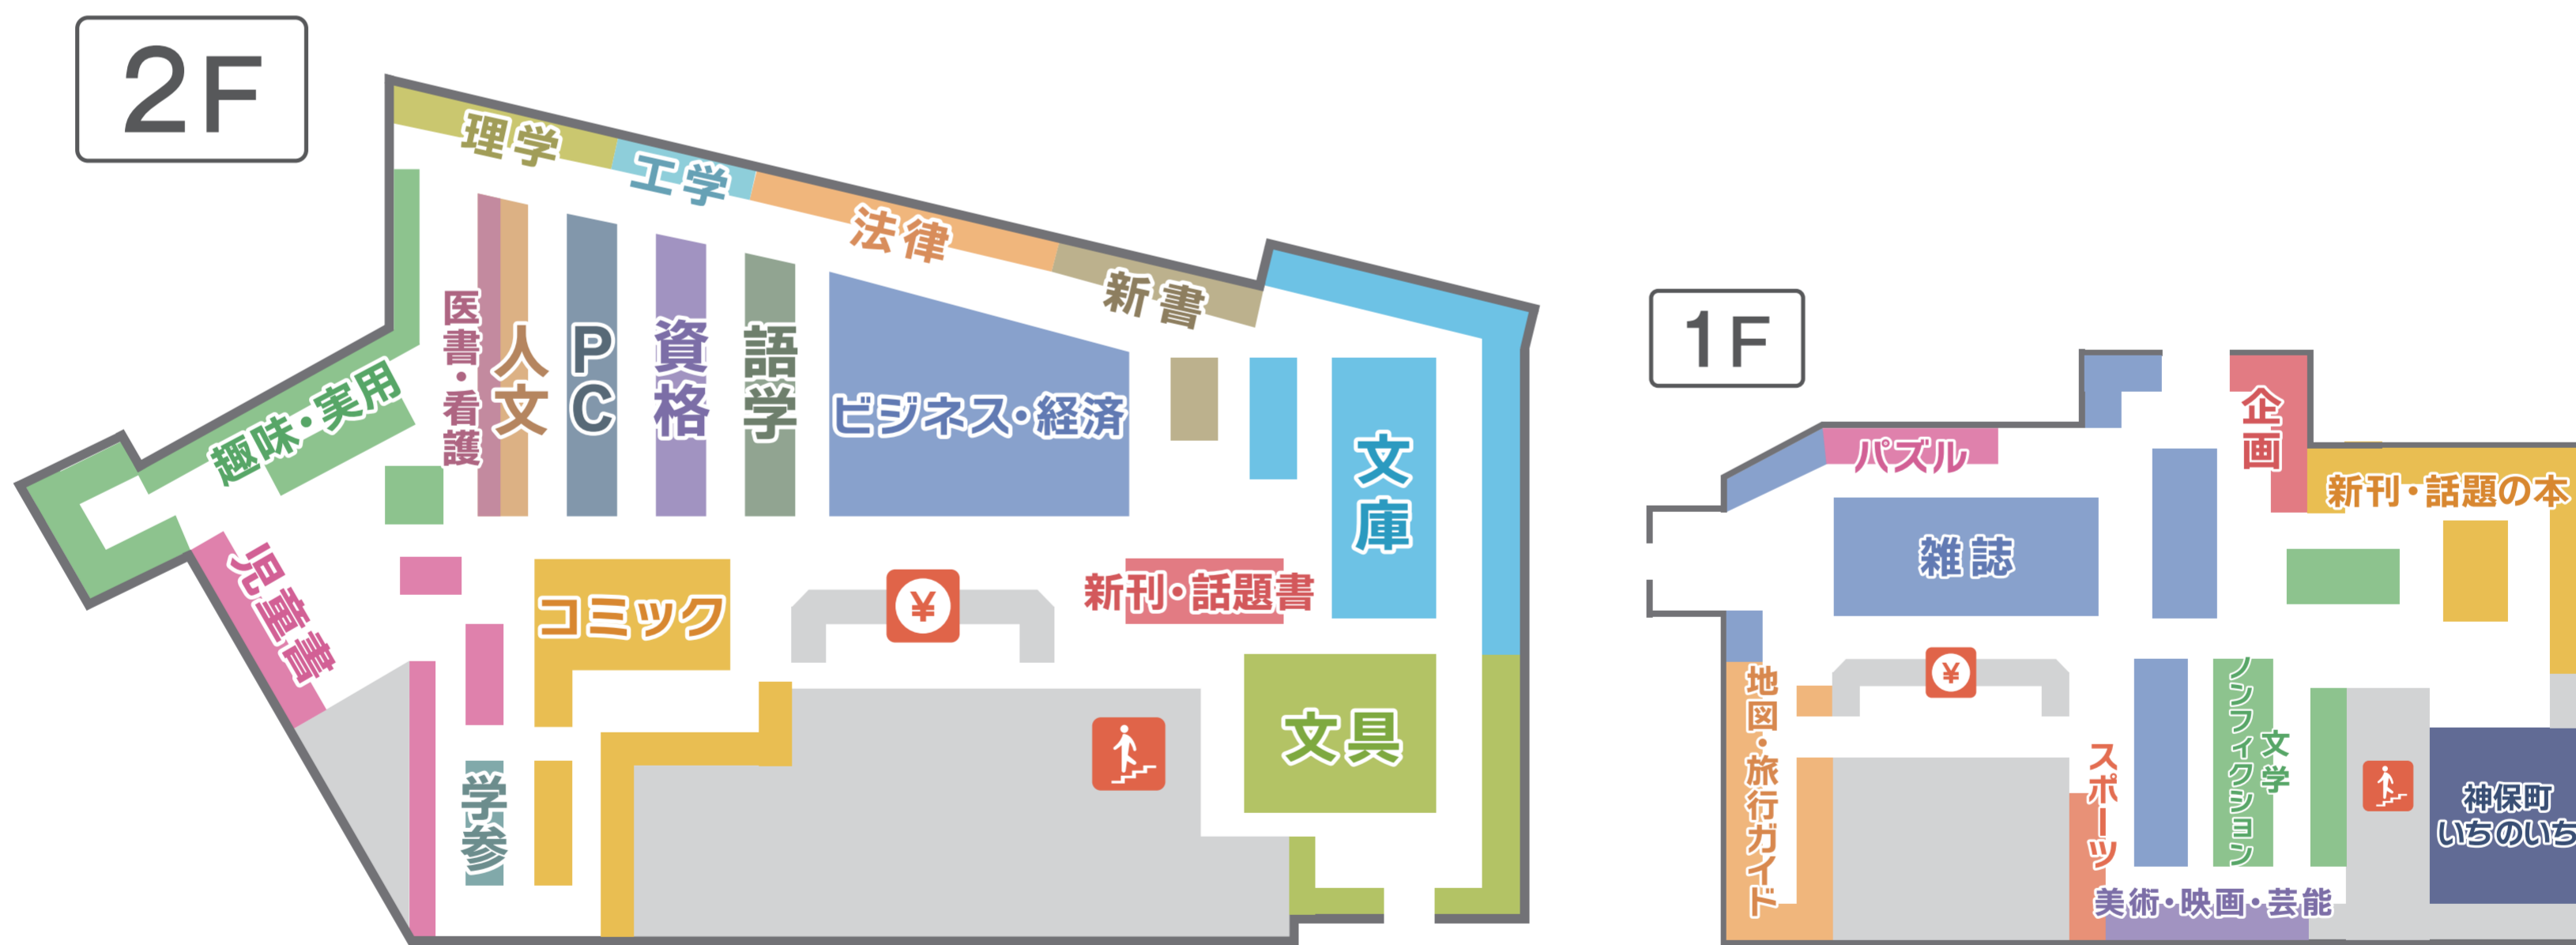 2F
理学
工学
法律
新書
医書・看護
人文
PC
資格
語学
ビジネス・経済
文庫
趣味・実用
児童書
コミック
¥
新刊・話題書
文具
学参
1F
パズル
企画
新刊・話題の本
雑誌
¥
地図・旅行ガイド
スポーツ
ノンフィクション
文学
美術・映画・芸能
神保町
いちのいち